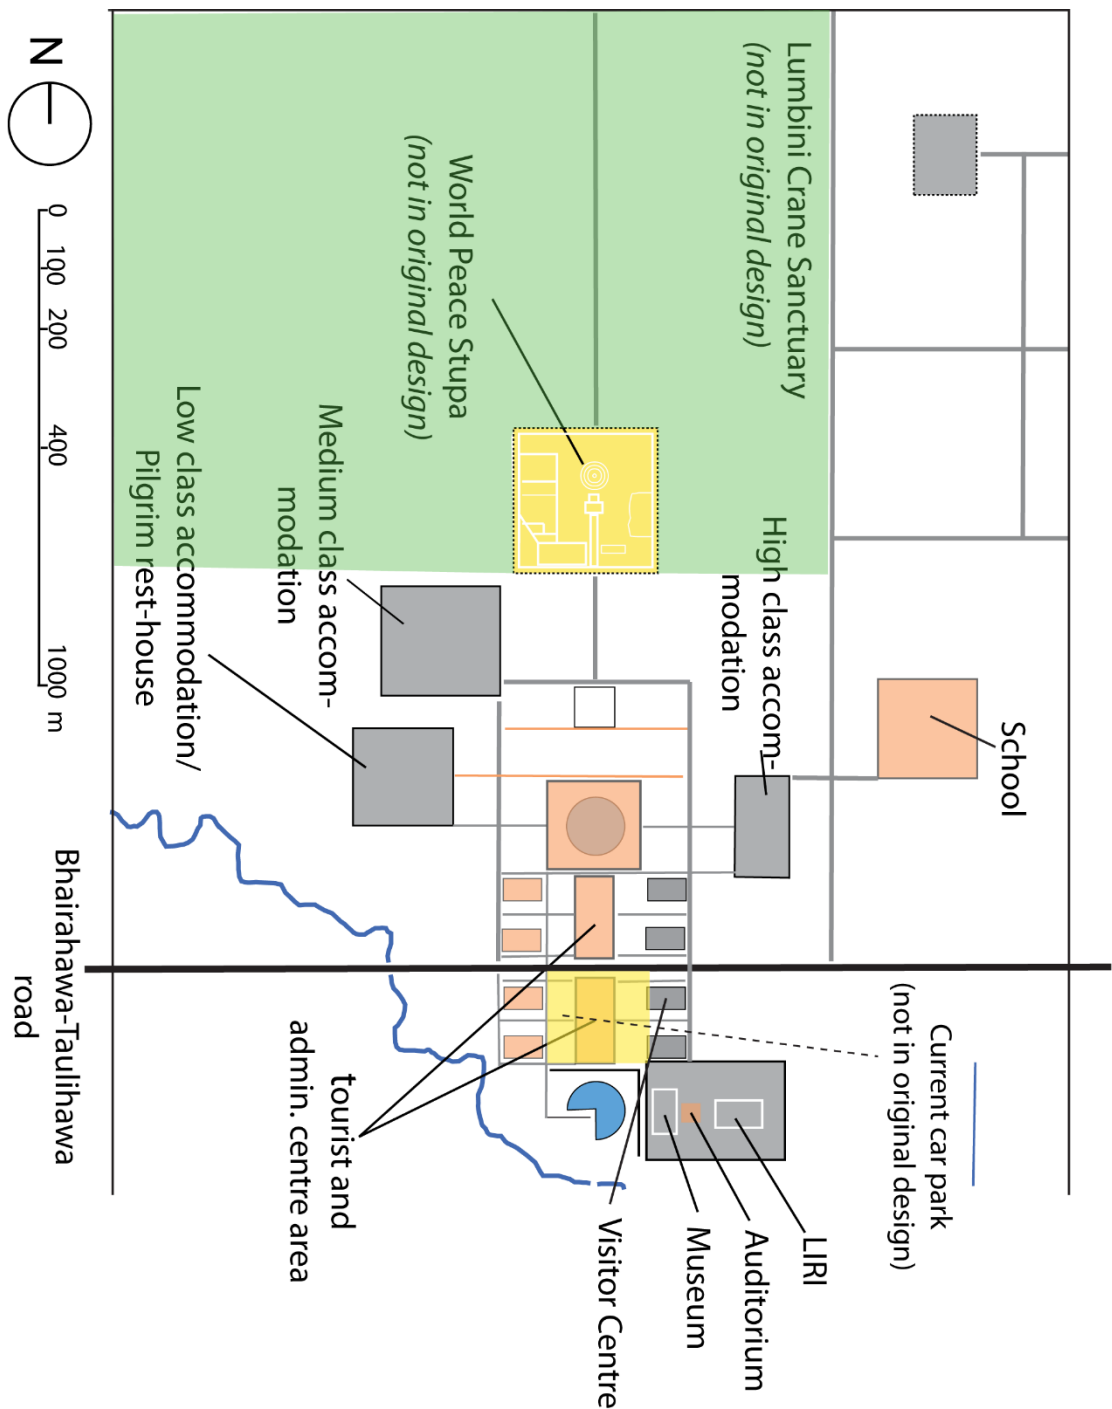 N
0
100
200
400
1000 m
Lumbini Crane Sanctuary
(not in original design)
World Peace Stupa
(not in original design)
Medium class accom-
modation
Low class accommodation/
Pilgrim rest-house
High class accom-
modation
School
Bhairahawa-Taulihawa
road
tourist and
admin. centre area
Current car park
(not in original design)
LIRI
Auditorium
Museum
Visitor Centre